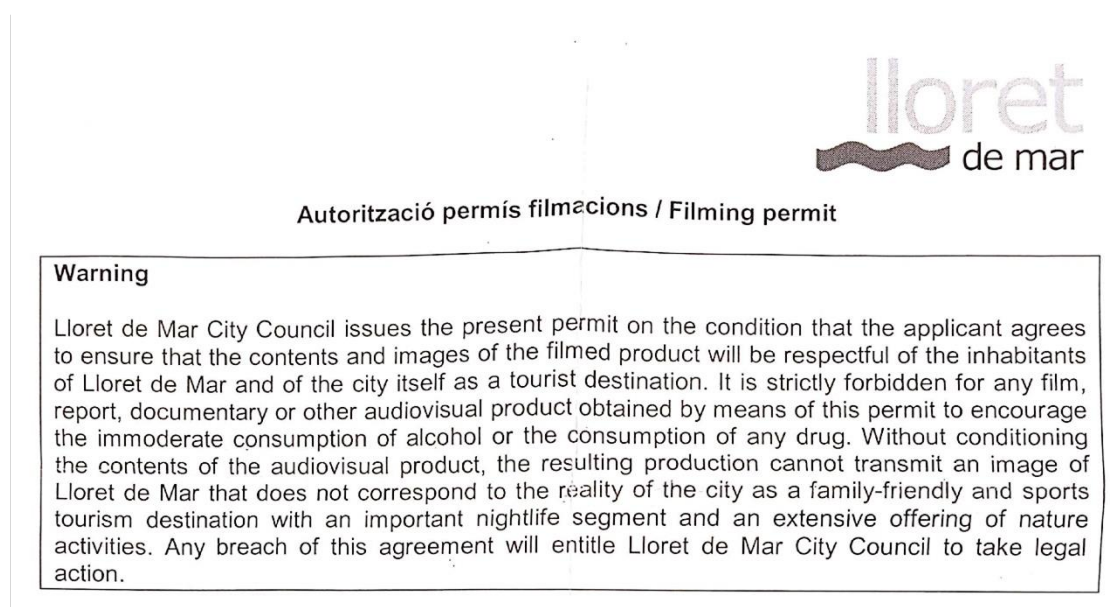 lloret
de mar
Autorització permís filmacions / Filming permit
Warning
Lloret de Mar City Council issues the present permit on the condition that the applicant agrees
to ensure that the contents and images of the filmed product will be respectful of the inhabitants
of Lloret de Mar and of the city itself as a tourist destination. It is strictly forbidden for any film,
report, documentary or other audiovisual product obtained by means of this permit to encourage
the immoderate consumption of alcohol or the consumption of any drug. Without conditioning
the contents of the audiovisual product, the resulting production cannot transmit an image of
Lloret de Mar that does not correspond to the reality of the city as a family-friendly and sports
tourism destination with an important nightlife segment and an extensive offering of nature
activities. Any breach of this agreement will entitle Lloret de Mar City Council to take legal
action.